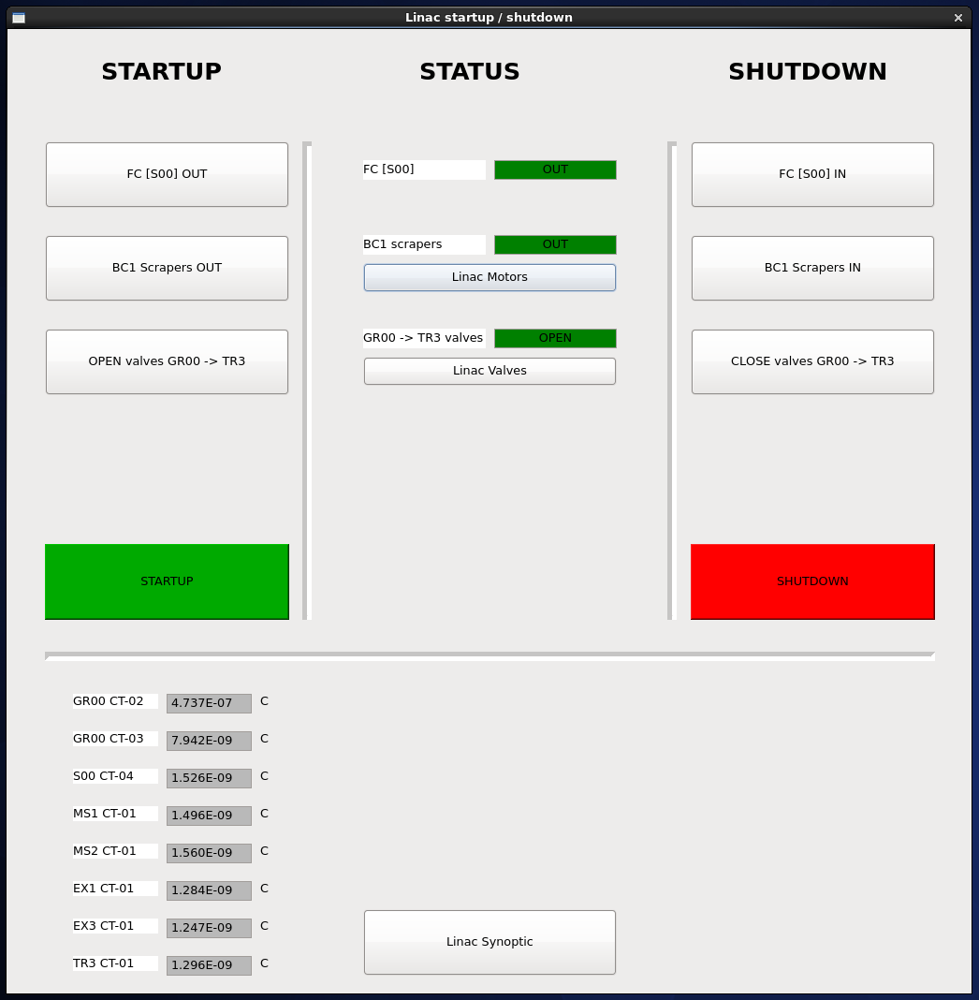 Linac startup / shutdown
STARTUP STATUS SHUTDOWN
FC [S00] OUT FC [S00] OUT FC [S00] IN
BC1 Scrapers OUT BC1 scrapers OUT BC1 Scrapers IN
Linac Motors
OPEN valves GR00 -> TR3 GR00 -> TR3 valves OPEN CLOSE valves GR00 -> TR3
Linac Valves
STARTUP SHUTDOWN
GR00 CT-02 4.737E-07 C
GR00 CT-03 7.942E-09 C
S00 CT-04 1.526E-09 C
MS1 CT-01 1.496E-09 C
MS2 CT-01 1.560E-09 C
EX1 CT-01 1.284E-09 C
EX3 CT-01 1.247E-09 C
Linac Synoptic
TR3 CT-01 1.296E-09 C